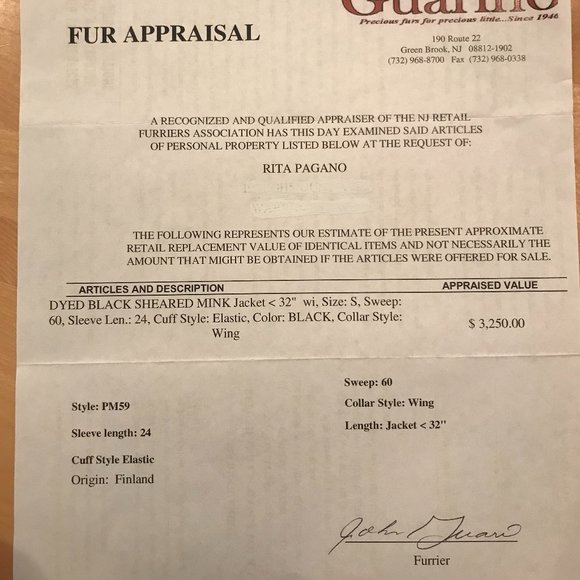 Guarino
Precious furs for precious little...Since 1946
FUR APPRAISAL
190 Route 22
Green Brook, NJ 08812-1902
(732) 968-8700 Fax (732) 968-0338
A RECOGNIZED AND QUALIFIED APPRAISER OF THE NJ RETAIL
FURRIERS ASSOCIATION HAS THIS DAY EXAMINED SAID ARTICLES
OF PERSONAL PROPERTY LISTED BELOW AT THE REQUEST OF:
RITA PAGANO
THE FOLLOWING REPRESENTS OUR ESTIMATE OF THE PRESENT APPROXIMATE
RETAIL REPLACEMENT VALUE OF IDENTICAL ITEMS AND NOT NECESSARILY THE
AMOUNT THAT MIGHT BE OBTAINED IF THE ARTICLES WERE OFFERED FOR SALE.
ARTICLES AND DESCRIPTION APPRAISED VALUE
DYED BLACK SHEARED MINK Jacket < 32" wi, Size: S, Sweep:
60, Sleeve Len.: 24, Cuff Style: Elastic, Color: BLACK, Collar Style:
Wing
$ 3,250.00
Sweep: 60
Style: PM59
Collar Style: Wing
Sleeve length: 24
Length: Jacket < 32"
Cuff Style Elastic
Origin: Finland
John Guari
Furrier